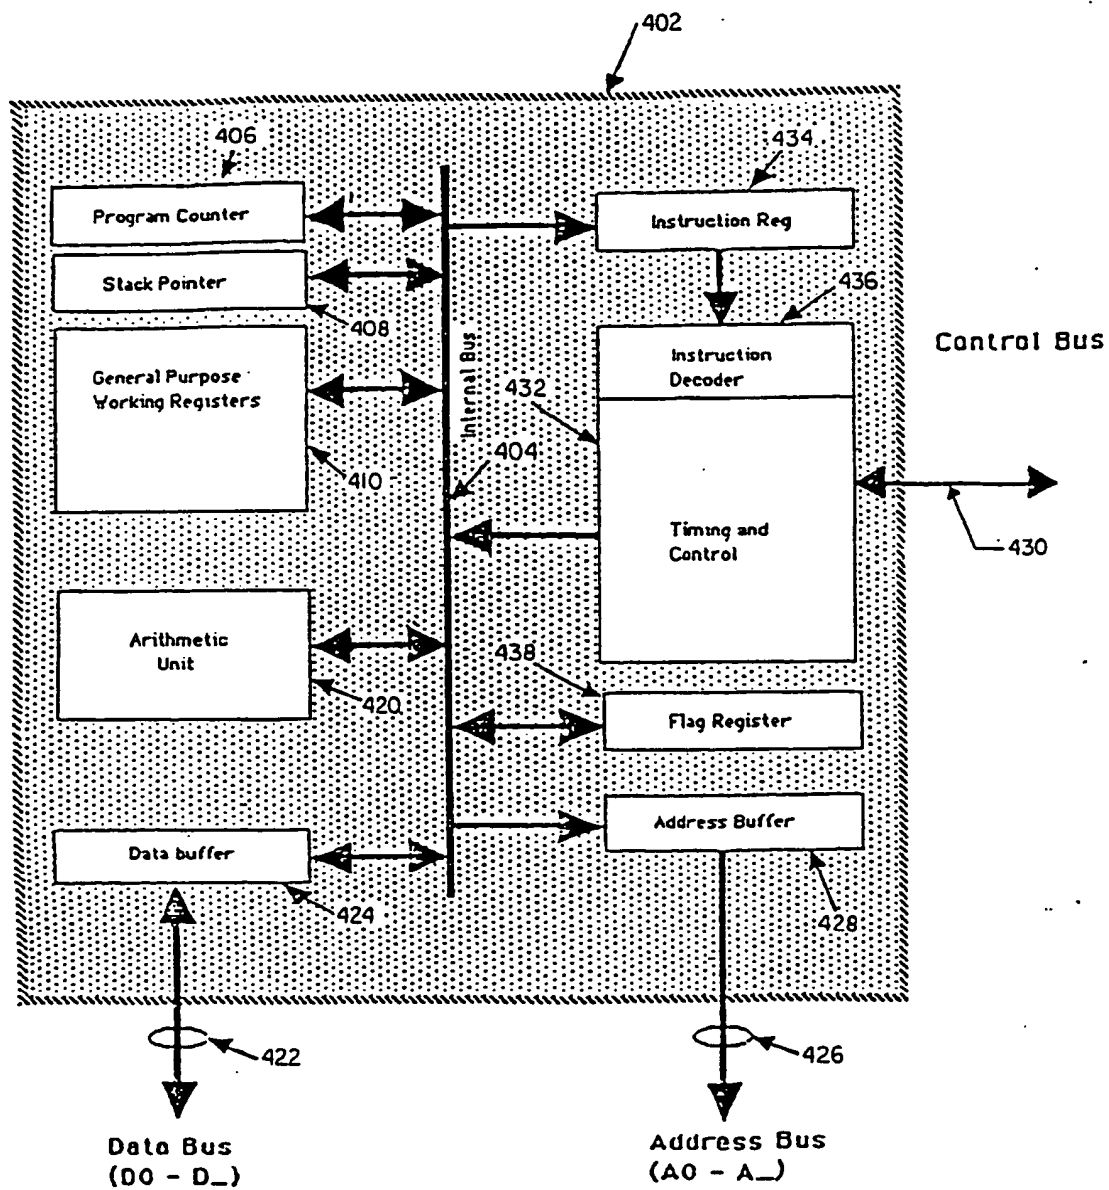 402
406
434
Program Counter
Instruction Reg
Stack Pointer
436
408
Control Bus
Instruction
Decoder
General Purpose
Working Registers
Internal Bus
432
404
410
Timing and
Control
430
Arithmetic
Unit
438
420
Flag Register
Address Buffer
Data buffer
424
428
422
426
Data Bus
(D0 - D_)
Address Bus
(A0 - A_)